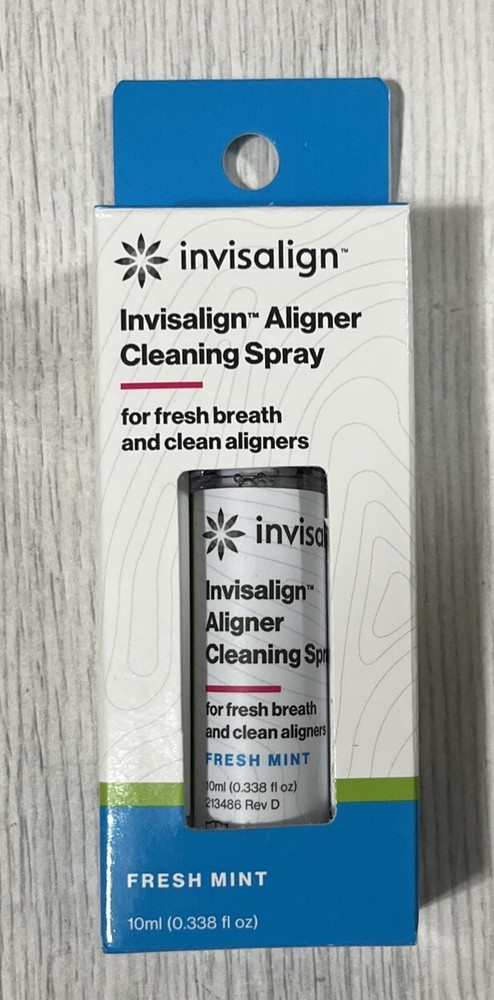 invisalign™
Invisalign™ Aligner
Cleaning Spray
for fresh breath
and clean aligners
invisa
Invisalign™
Aligner
Cleaning Spr
for fresh breath
and clean aligners
FRESH MINT
10ml (0.338 fl oz)
213486 Rev D
FRESH MINT
10ml (0.338 fl oz)